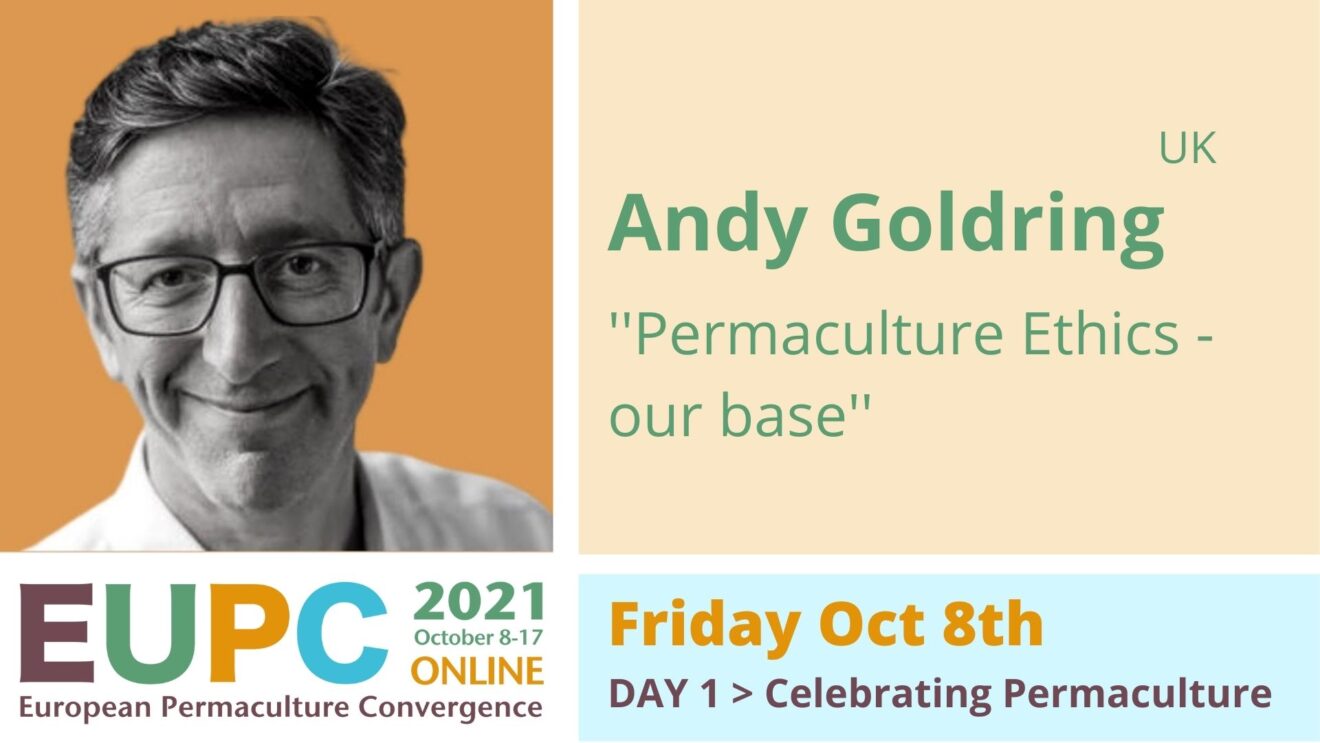 UK
Andy Goldring
''Permaculture Ethics -
our base''
EUPC
2021
October 8-17
ONLINE
European Permaculture Convergence
Friday Oct 8th
DAY 1 > Celebrating Permaculture